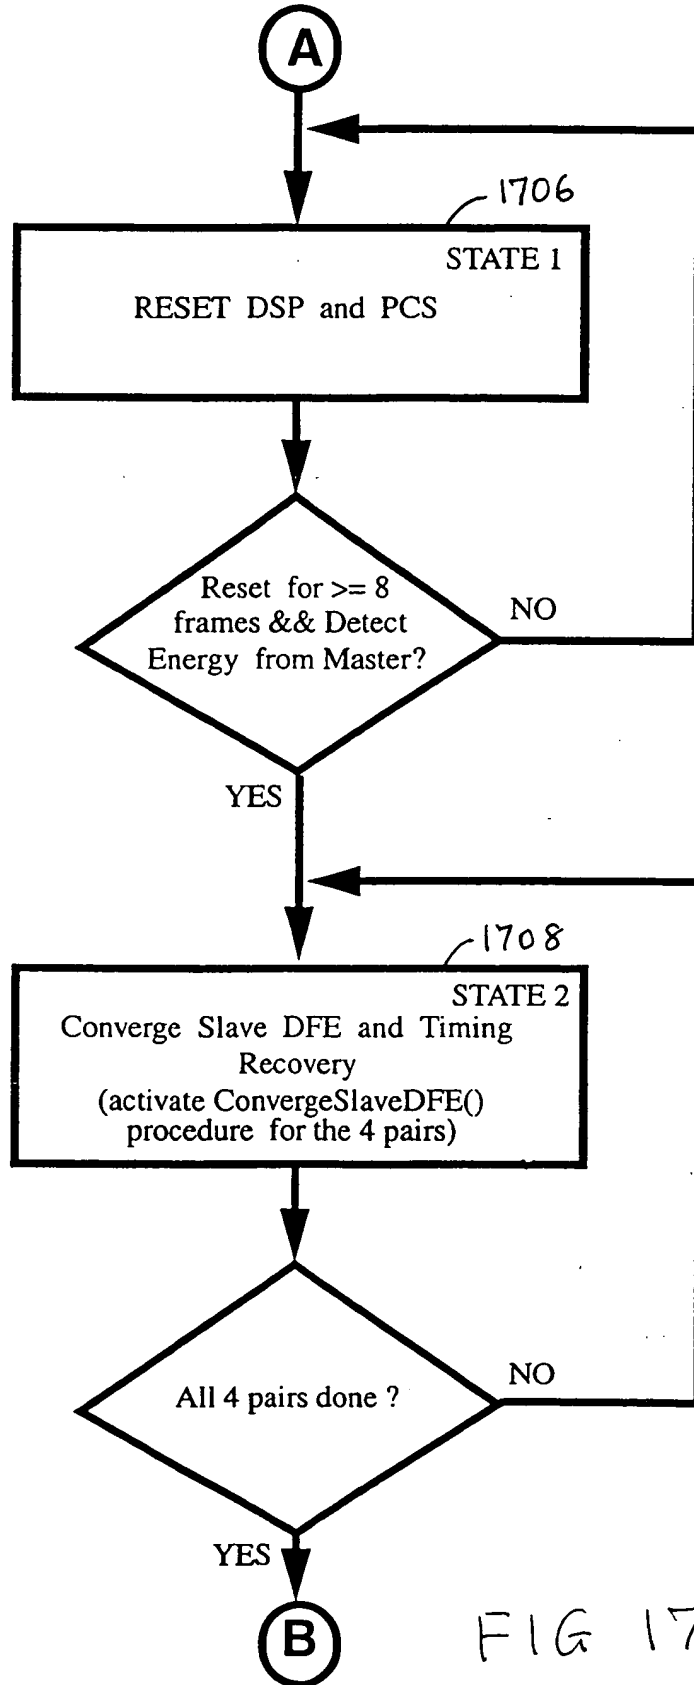 A
1706
STATE 1
RESET DSP and PCS
Reset for >= 8
frames && Detect
Energy from Master?
NO
YES
1708
STATE 2
Converge Slave DFE and Timing
Recovery
(activate ConvergeSlaveDFE()
procedure for the 4 pairs)
All 4 pairs done ?
NO
YES
B
FIG 17